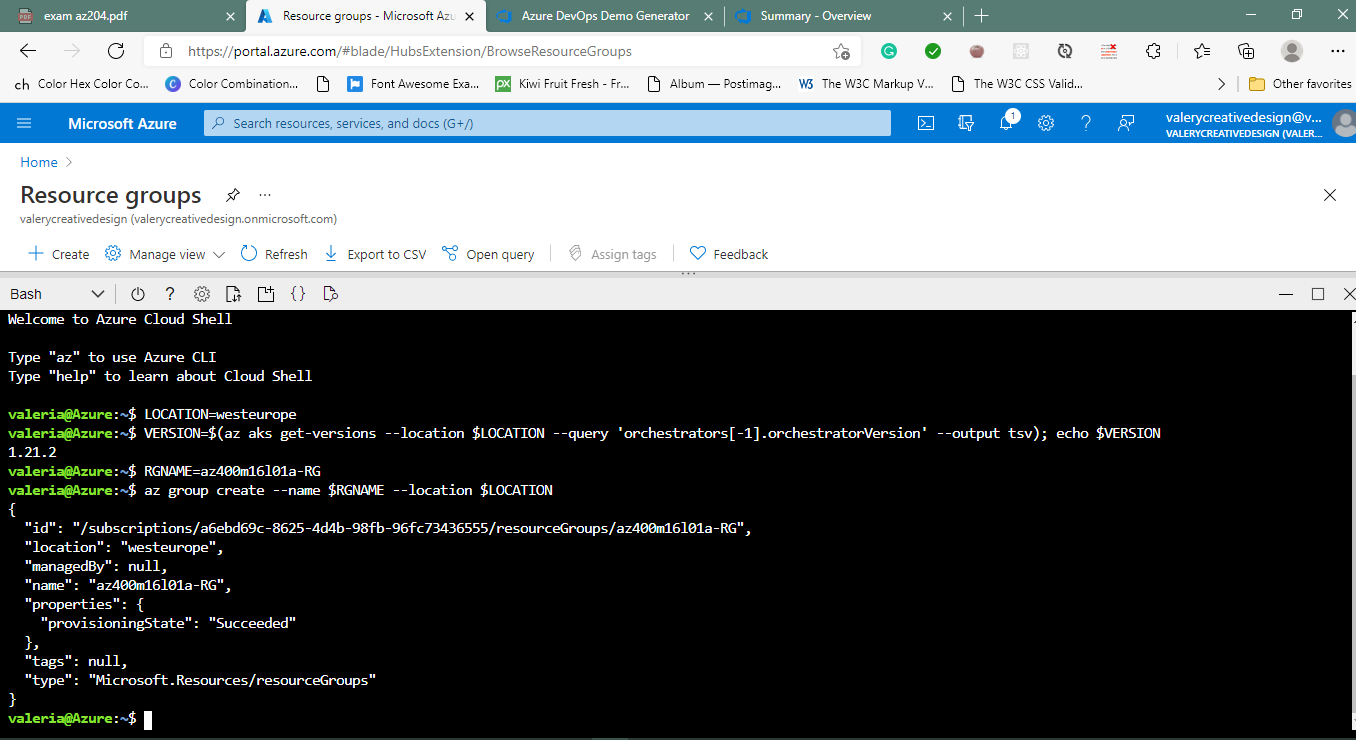 exam az204.pdf
Resource groups - Microsoft Azu
Azure DevOps Demo Generator
Summary - Overview
https://portal.azure.com/#blade/HubsExtension/BrowseResourceGroups
ch Color Hex Color Co...
C Color Combination...
Font Awesome Exa...
px Kiwi Fruit Fresh - Fr...
Album — Postimag...
W3 The W3C Markup V...
The W3C CSS Valid...
Other favorites
Microsoft Azure
Search resources, services, and docs (G+/)
1
valerycreativedesign@v...
VALERYCREATIVEDESIGN (VALER...
Home >
Resource groups
...
valerycreativedesign (valerycreativedesign.onmicrosoft.com)
Create
Manage view
Refresh
Export to CSV
Open query
Assign tags
Feedback
Bash
?
{}
Welcome to Azure Cloud Shell
Type "az" to use Azure CLI
Type "help" to learn about Cloud Shell
valeria@Azure:~$ LOCATION=westeurope
valeria@Azure:~$ VERSION=$(az aks get-versions --location $LOCATION --query 'orchestrators[-1].orchestratorVersion' --output tsv); echo $VERSION
1.21.2
valeria@Azure:~$ RGNAME=az400m16l01a-RG
valeria@Azure:~$ az group create --name $RGNAME --location $LOCATION
{
  "id": "/subscriptions/a6ebd69c-8625-4d4b-98fb-96fc73436555/resourceGroups/az400m16l01a-RG",
  "location": "westeurope",
  "managedBy": null,
  "name": "az400m16l01a-RG",
  "properties": {
    "provisioningState": "Succeeded"
  },
  "tags": null,
  "type": "Microsoft.Resources/resourceGroups"
}
valeria@Azure:~$